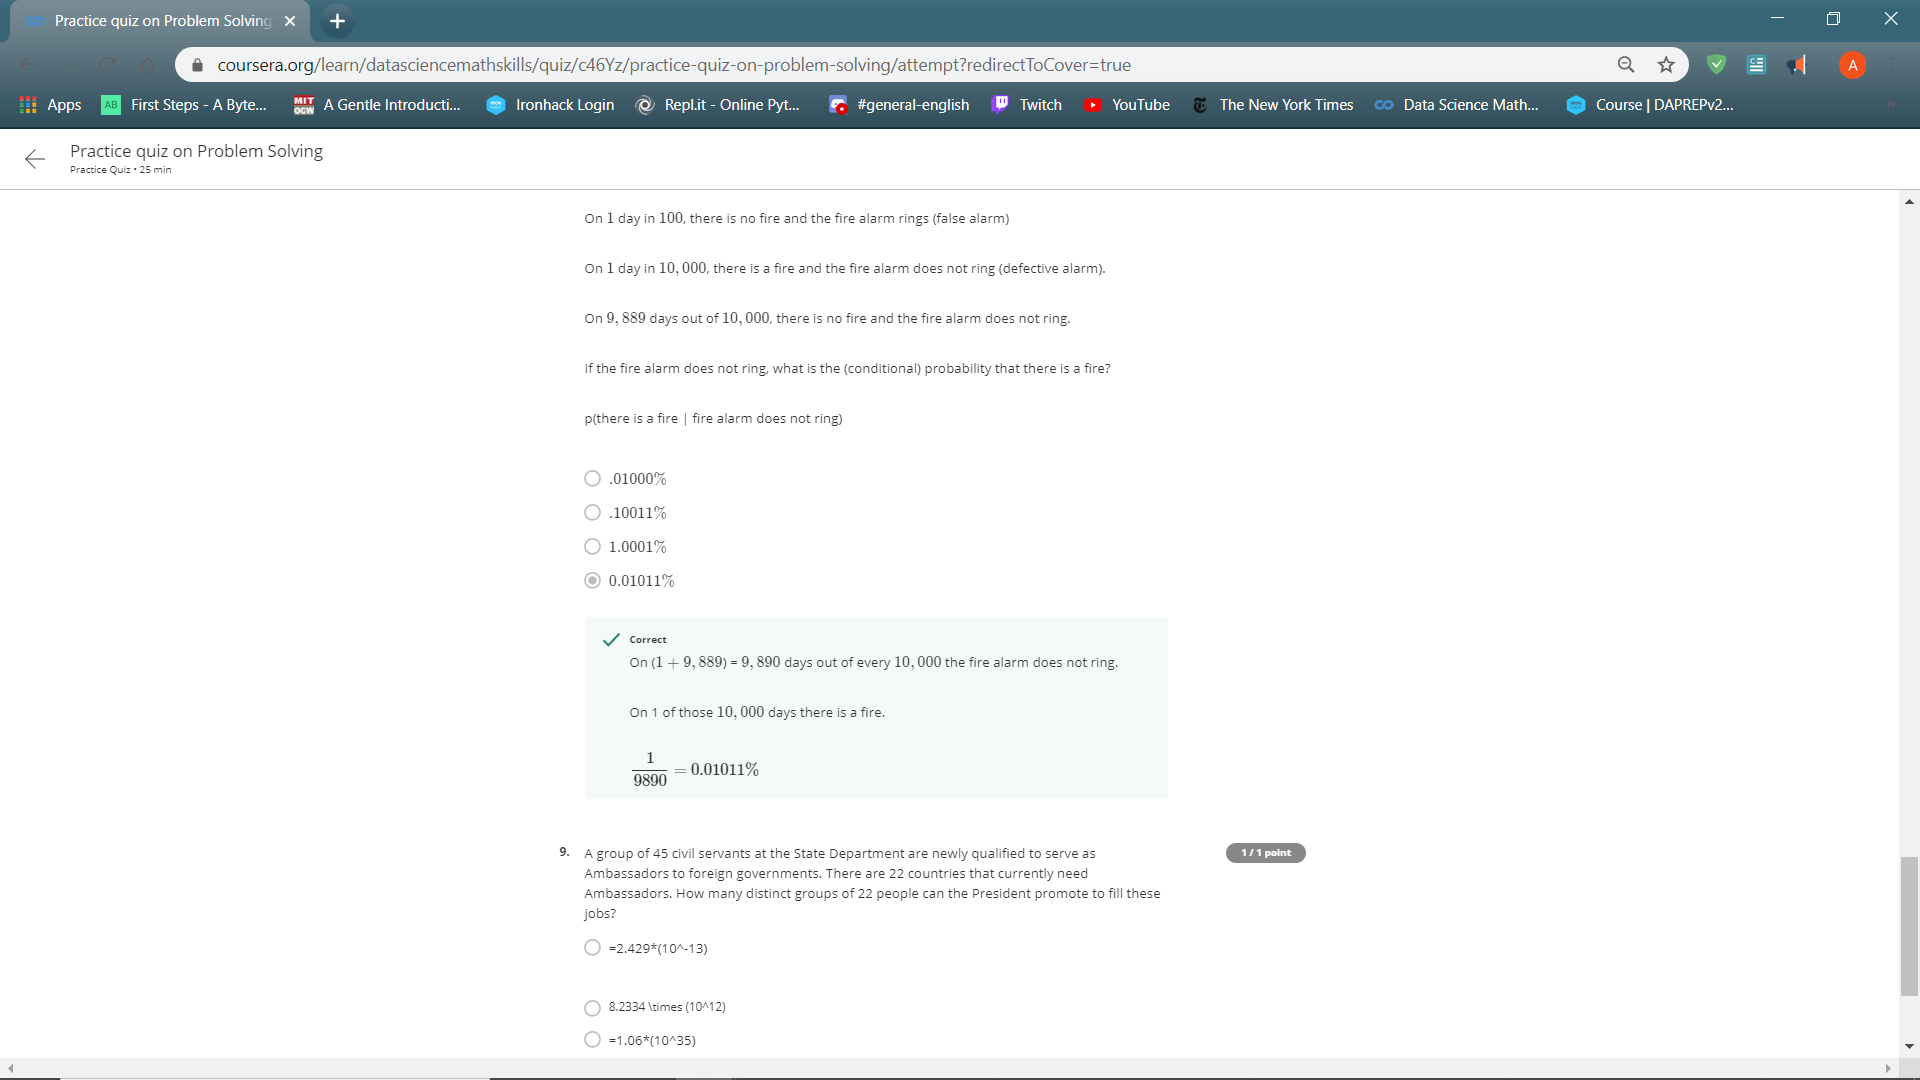 Practice quiz on Problem Solving
coursera.org/learn/datasciencemathskills/quiz/c46Yz/practice-quiz-on-problem-solving/attempt?redirectToCover=true
A
Apps
AB First Steps - A Byte...
MIT OCW A Gentle Introducti...
IRON HACK Ironhack Login
Repl.it - Online Pyt...
#general-english
Twitch
YouTube
The New York Times
Data Science Math...
Course | DAPREPv2...
»
Practice quiz on Problem Solving
Practice Quiz • 25 min
On 1 day in 100, there is no fire and the fire alarm rings (false alarm)
On 1 day in 10,000, there is a fire and the fire alarm does not ring (defective alarm).
On 9,889 days out of 10,000, there is no fire and the fire alarm does not ring.
If the fire alarm does not ring, what is the (conditional) probability that there is a fire?
p(there is a fire | fire alarm does not ring)
.01000%
.10011%
1.0001%
0.01011%
Correct
On (1 + 9,889) = 9,890 days out of every 10,000 the fire alarm does not ring.
On 1 of those 10,000 days there is a fire.
1
9890 = 0.01011%
9. A group of 45 civil servants at the State Department are newly qualified to serve as
Ambassadors to foreign governments. There are 22 countries that currently need
Ambassadors. How many distinct groups of 22 people can the President promote to fill these
jobs?
1 / 1 point
=2.429*(10^-13)
8.2334 \times (10^12)
=1.06*(10^35)